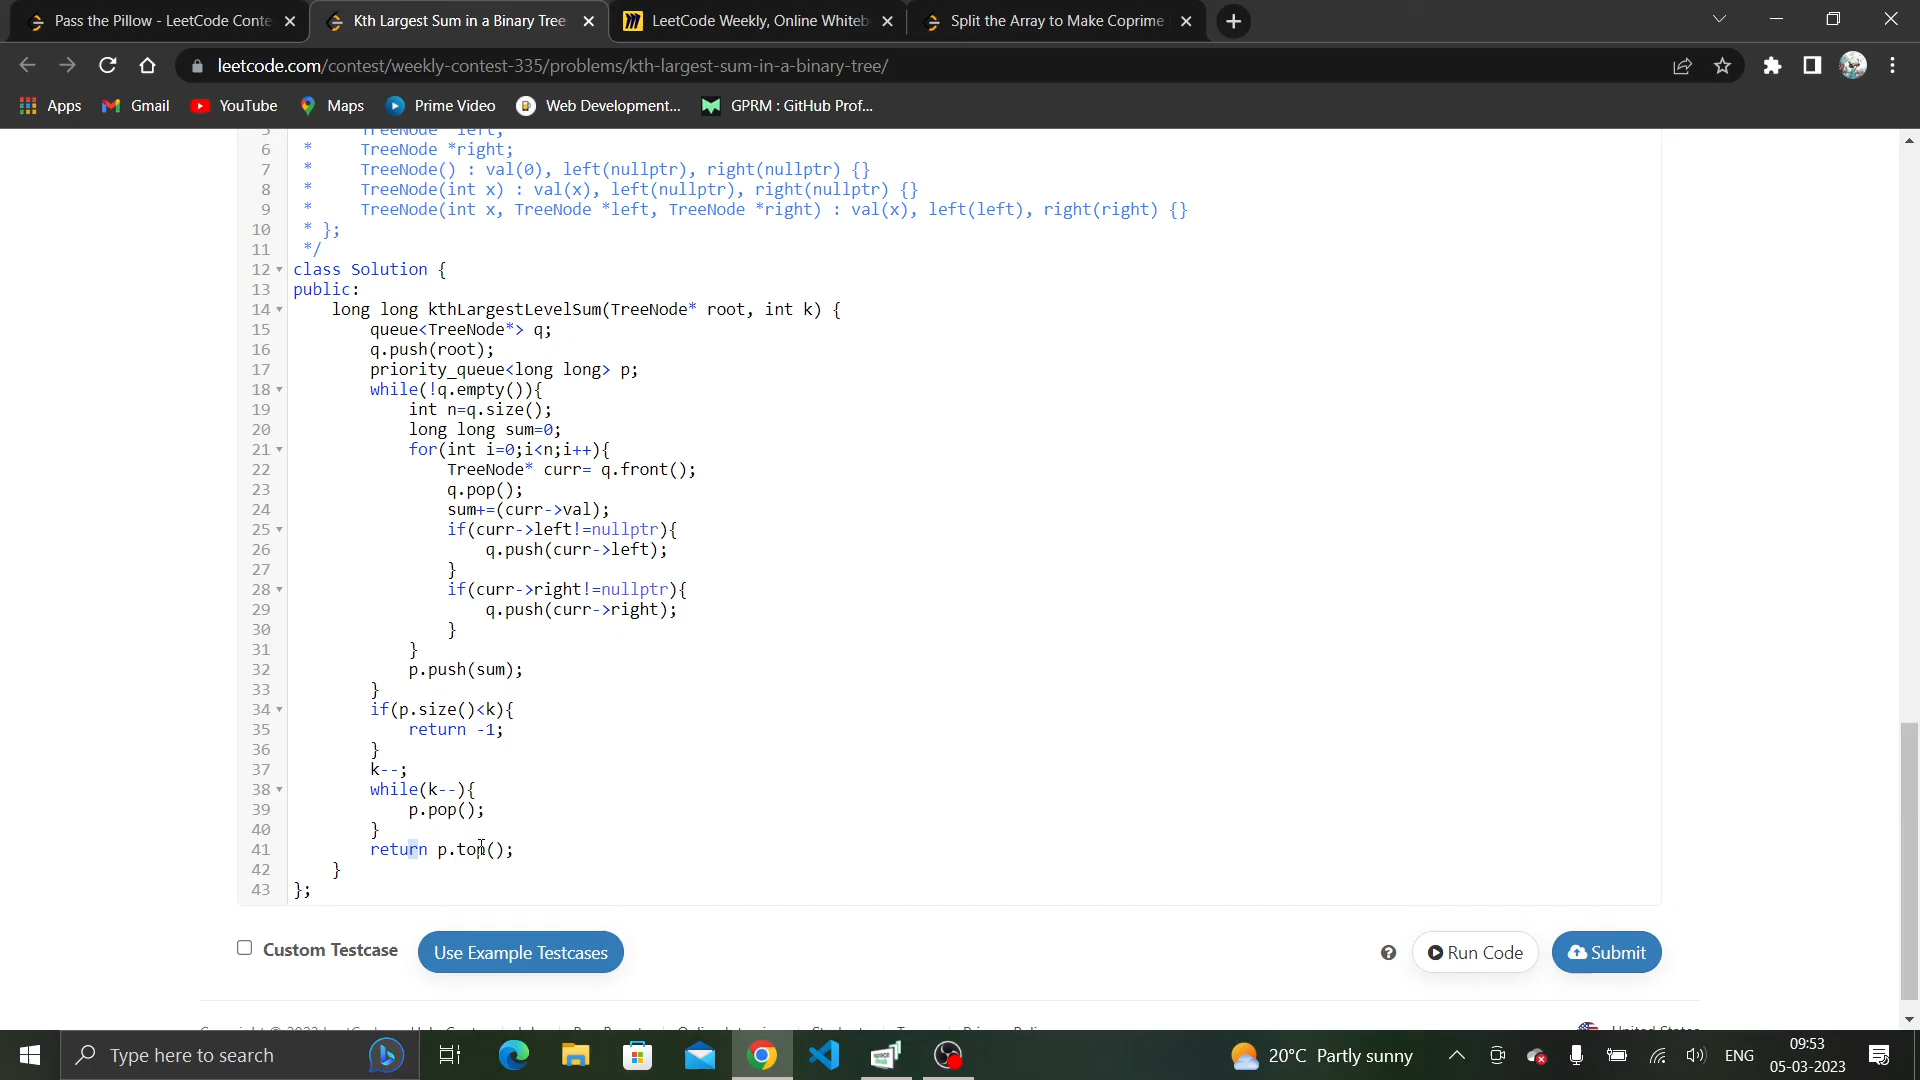 Pass the Pillow - LeetCode Conte
Kth Largest Sum in a Binary Tree
LeetCode Weekly, Online Whiteb
Split the Array to Make Coprime
leetcode.com/contest/weekly-contest-335/problems/kth-largest-sum-in-a-binary-tree/
Apps
Gmail
YouTube
Maps
Prime Video
Web Development...
GPRM : GitHub Prof...
5 TreeNode *left;
6 * TreeNode *right;
7 * TreeNode() : val(0), left(nullptr), right(nullptr) {}
8 * TreeNode(int x) : val(x), left(nullptr), right(nullptr) {}
9 * TreeNode(int x, TreeNode *left, TreeNode *right) : val(x), left(left), right(right) {}
10 * };
11 */
12 class Solution {
13 public:
14 long long kthLargestLevelSum(TreeNode* root, int k) {
15 queue<TreeNode*> q;
16 q.push(root);
17 priority_queue<long long> p;
18 while(!q.empty()){
19 int n=q.size();
20 long long sum=0;
21 for(int i=0;i<n;i++){
22 TreeNode* curr= q.front();
23 q.pop();
24 sum+=(curr->val);
25 if(curr->left!=nullptr){
26 q.push(curr->left);
27 }
28 if(curr->right!=nullptr){
29 q.push(curr->right);
30 }
31 }
32 p.push(sum);
33 }
34 if(p.size()<k){
35 return -1;
36 }
37 k--;
38 while(k--){
39 p.pop();
40 }
41 return p.top();
42 }
43 };
Custom Testcase
Use Example Testcases
Run Code
Submit
United States
Type here to search
20°C Partly sunny
ENG
09:53
05-03-2023